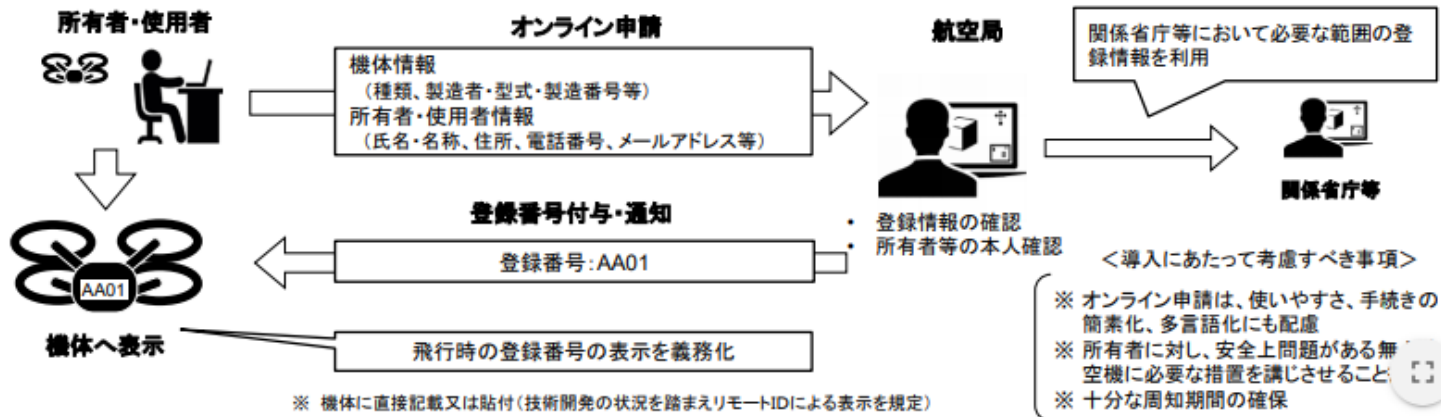 所有者・使用者
オンライン申請
機体情報
（種類、製造者・型式・製造番号等）
所有者・使用者情報
（氏名・名称、住所、電話番号、メールアドレス等）
航空局
関係省庁等において必要な範囲の登
録情報を利用
関係省庁等
・ 登録情報の確認
・ 所有者等の本人確認
登録番号付与・通知
登録番号：AA01
AA01
機体へ表示
飛行時の登録番号の表示を義務化
※ 機体に直接記載又は貼付（技術開発の状況を踏まえリモートIDによる表示を規定）
＜導入にあたって考慮すべき事項＞
※ オンライン申請は、使いやすさ、手続きの
簡素化、多言語化にも配慮
※ 所有者に対し、安全上問題がある無
空機に必要な措置を講じさせること
※ 十分な周知期間の確保